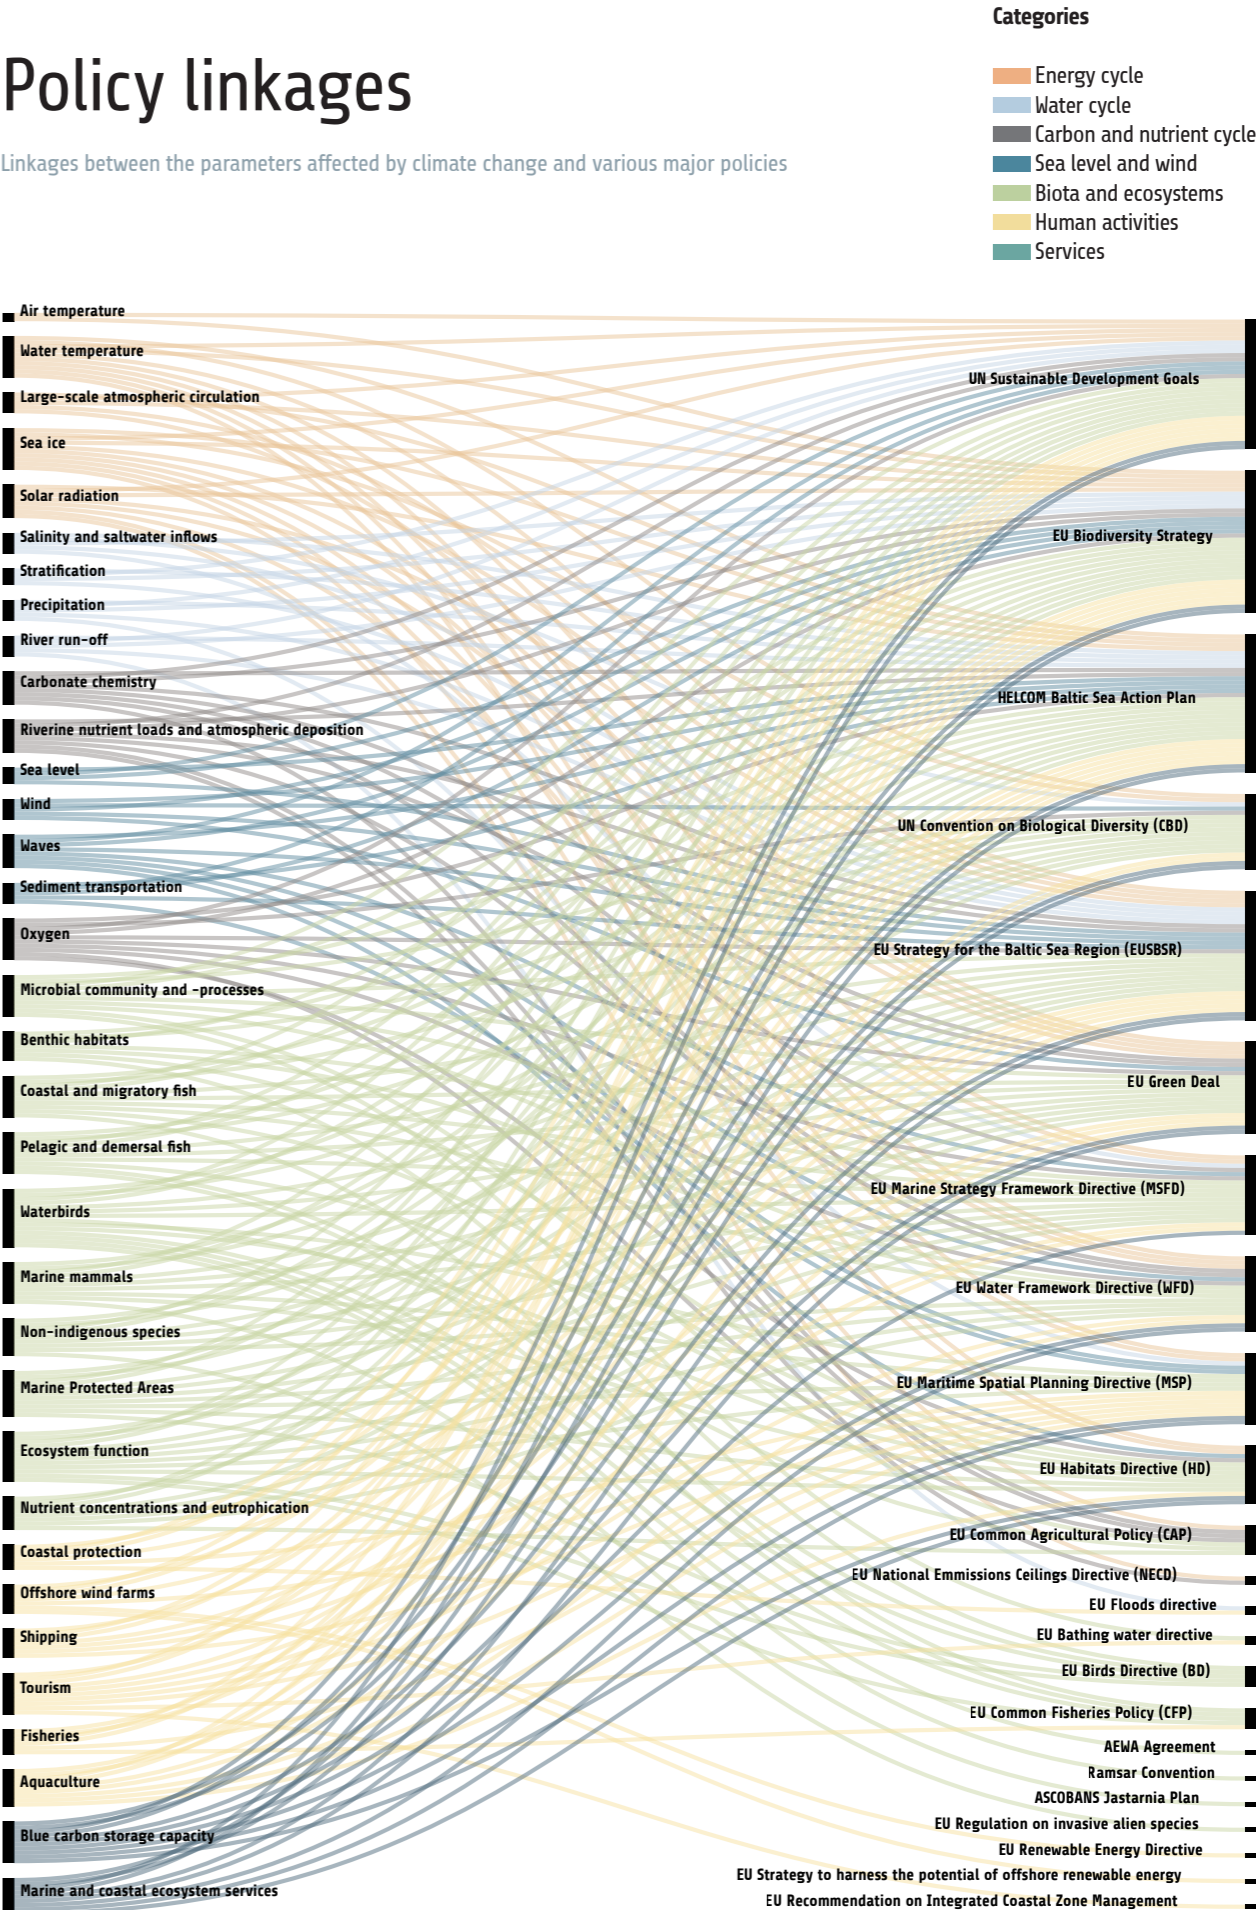 Categories
Policy linkages
Energy cycle
Water cycle
Carbon and nutrient cycle
Linkages between the parameters affected by climate change and various major policies
Sea level and wind
Biota and ecosystems
Human activities
Services
Air temperature
Water temperature
Large-scale atmospheric circulation
Sea ice
Solar radiation
Salinity and saltwater inflows
Stratification
Precipitation
River run-off
Carbonate chemistry
Riverine nutrient loads and atmospheric deposition
Sea level
Wind
Waves
Sediment transportation
Oxygen
Microbial community and -processes
Benthic habitats
Coastal and migratory fish
Pelagic and demersal fish
Waterbirds
Marine mammals
Non-indigenous species
Marine Protected Areas
Ecosystem function
Nutrient concentrations and eutrophication
Coastal protection
Offshore wind farms
Shipping
Tourism
Fisheries
Aquaculture
Blue carbon storage capacity
Marine and coastal ecosystem services
UN Sustainable Development Goals
EU Biodiversity Strategy
HELCOM Baltic Sea Action Plan
UN Convention on Biological Diversity (CBD)
EU Strategy for the Baltic Sea Region (EUSBSR)
EU Green Deal
EU Marine Strategy Framework Directive (MSFD)
EU Water Framework Directive (WFD)
EU Maritime Spatial Planning Directive (MSP)
EU Habitats Directive (HD)
EU Common Agricultural Policy (CAP)
EU National Emmissions Ceilings Directive (NECD)
EU Floods directive
EU Bathing water directive
EU Birds Directive (BD)
EU Common Fisheries Policy (CFP)
AEWA Agreement
Ramsar Convention
ASCOBANS Jastarnia Plan
EU Regulation on invasive alien species
EU Renewable Energy Directive
EU Strategy to harness the potential of offshore renewable energy
EU Recommendation on Integrated Coastal Zone Management